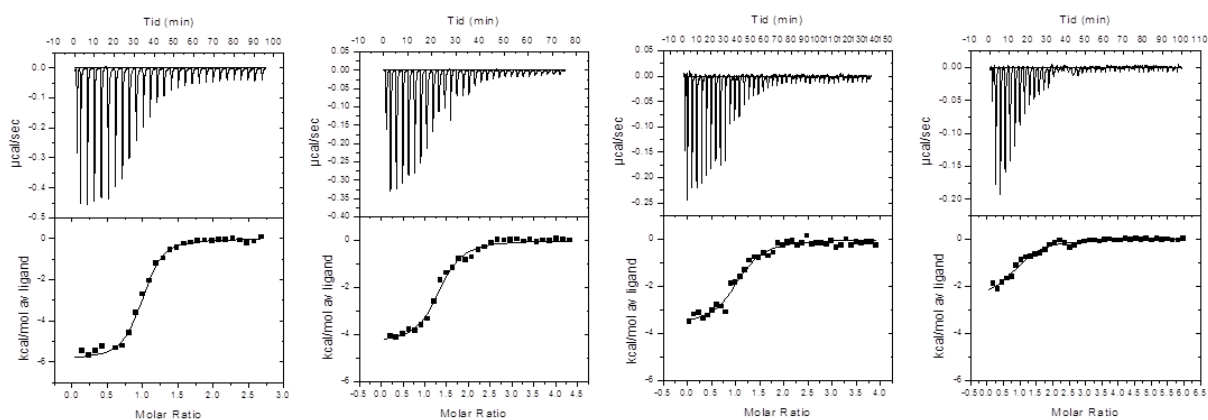 Tid (min)
-10 0 10 20 30 40 50 60 70 80 90 100
0.0
-0.1
-0.2
-0.3
-0.4
-0.5
µcal/sec
0
-2
-4
-6
kcal/mol av ligand
0.0 0.5 1.0 1.5 2.0 2.5 3.0
Molar Ratio
Tid (min)
-10 0 10 20 30 40 50 60 70 80
0.05
0.00
-0.05
-0.10
-0.15
-0.20
-0.25
-0.30
-0.35
-0.40
µcal/sec
0
-2
-4
-6
kcal/mol av ligand
0.0 0.5 1.0 1.5 2.0 2.5 3.0 3.5 4.0 4.5
Molar Ratio
Tid (min)
-20 -10 0 10 20 30 40 50 60 70 80 90 100 110 120 130 140 150
0.05
0.00
-0.05
-0.10
-0.15
-0.20
-0.25
µcal/sec
0
-2
-4
-6
kcal/mol av ligand
0.0 0.5 1.0 1.5 2.0 2.5 3.0 3.5 4.0
Molar Ratio
Tid (min)
-10 0 10 20 30 40 50 60 70 80 90 100 110
0.00
-0.05
-0.10
-0.15
-0.20
µcal/sec
0
-2
-4
-6
kcal/mol av ligand
0.0 0.5 1.0 1.5 2.0 2.5 3.0 3.5 4.0 4.5 5.0 5.5 6.0 6.5
Molar Ratio